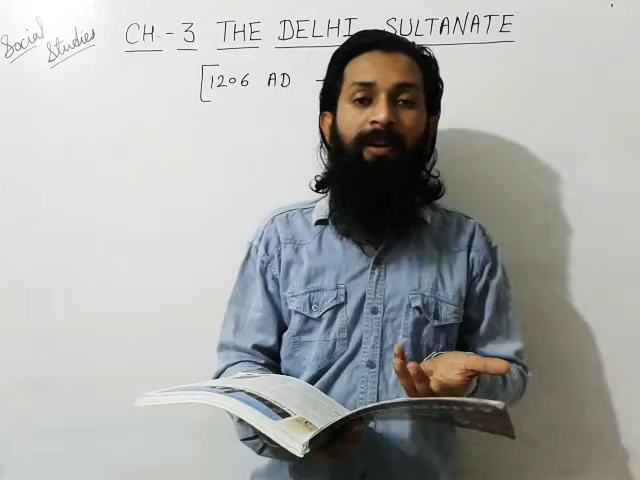 Social Studies
CH.- 3 THE DELHI SULTANATE
[1206 AD -